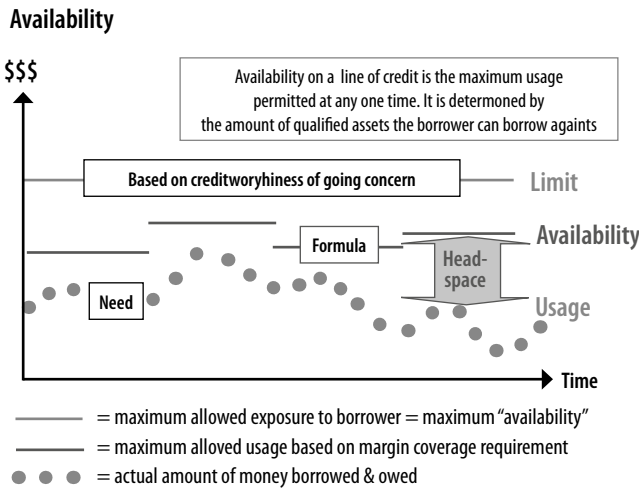 Availability
$$$
Availability on a line of credit is the maximum usage
permitted at any one time. It is determoned by
the amount of qualified assets the borrower can borrow againts
Based on creditworyhiness of going concern
Limit
Availability
Formula
Head-
space
Need
Usage
Time
= maximum allowed exposure to borrower = maximum “availability”
= maximum alloved usage based on margin coverage requirement
= actual amount of money borrowed & owed